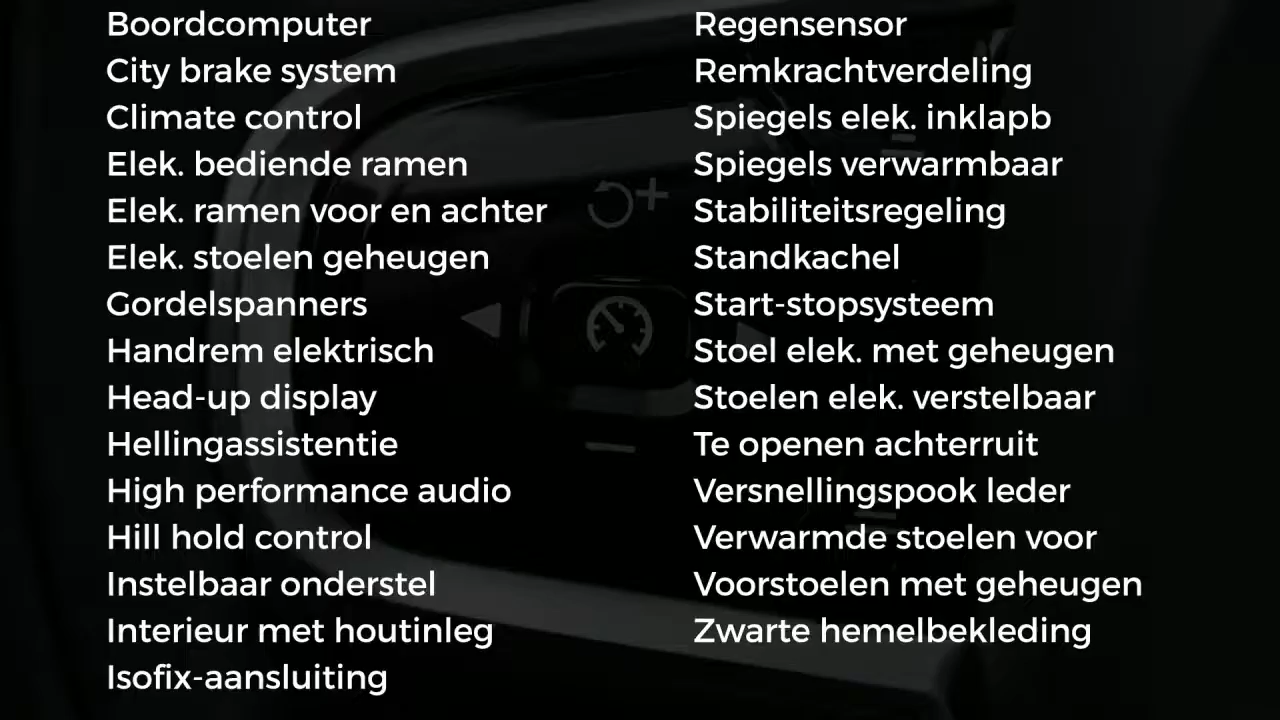 Boordcomputer
City brake system
Climate control
Elek. bediende ramen
Elek. ramen voor en achter
Elek. stoelen geheugen
Gordelspanners
Handrem elektrisch
Head-up display
Hellingassistentie
High performance audio
Hill hold control
Instelbaar onderstel
Interieur met houtinleg
Isofix-aansluiting
Regensensor
Remkrachtverdeling
Spiegels elek. inklapb
Spiegels verwarmbaar
Stabiliteitsregeling
Standkachel
Start-stopsysteem
Stoel elek. met geheugen
Stoelen elek. verstelbaar
Te openen achterruit
Versnellingspook leder
Verwarmde stoelen voor
Voorstoelen met geheugen
Zwarte hemelbekleding